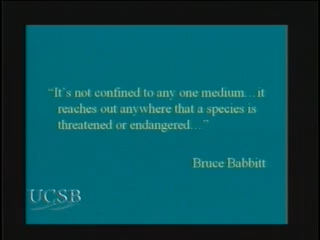 “It's not confined to any one medium…it
reaches out anywhere that a species is
threatened or endangered…”
Bruce Babbitt
UCSB